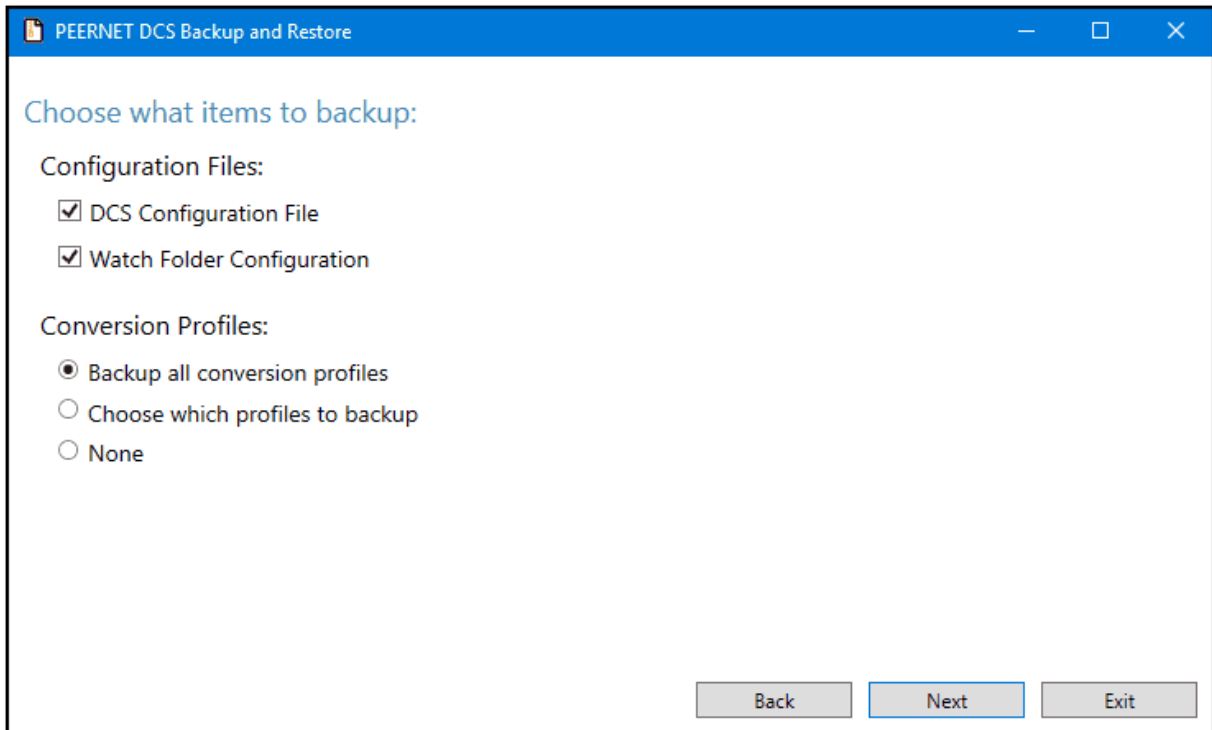 PEERNET DCS Backup and Restore
Choose what items to backup:
Configuration Files:
DCS Configuration File
Watch Folder Configuration
Conversion Profiles:
Backup all conversion profiles
Choose which profiles to backup
None
Back Next Exit